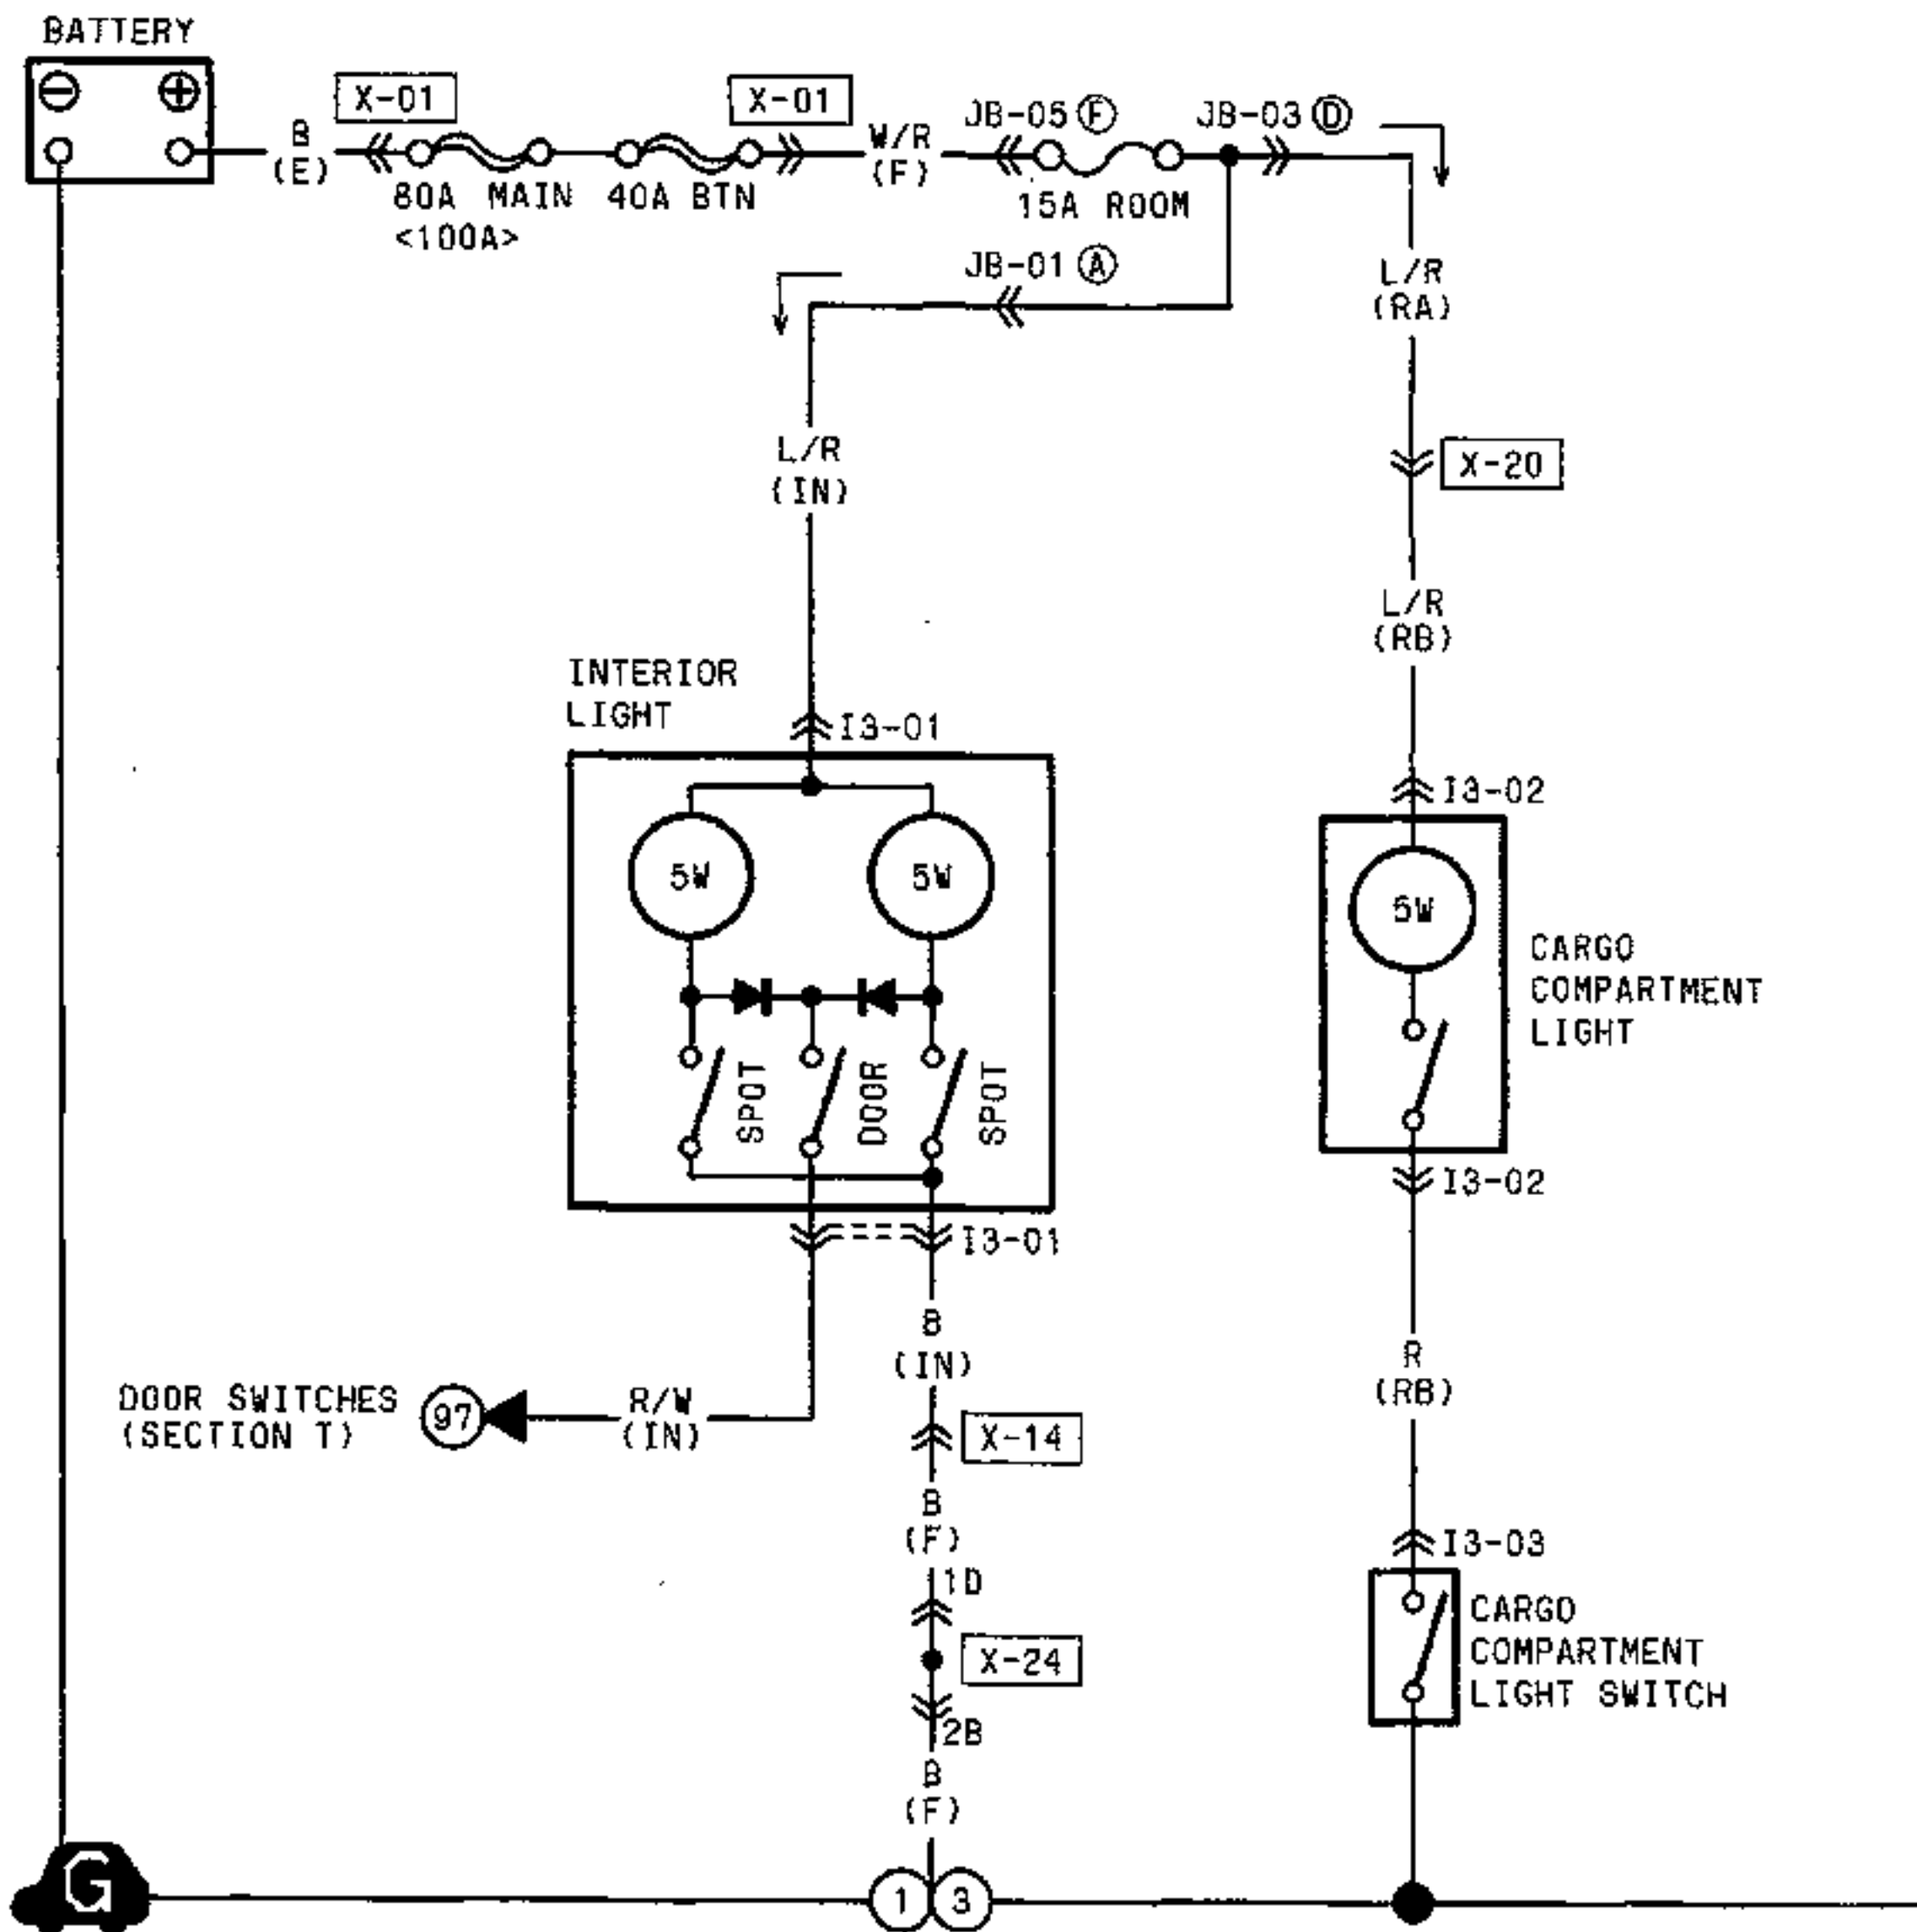 BATTERY
X-01
X-01
B
(E)
80A MAIN
<100A>
40A BTN
W/R
(F)
JB-05 F
JB-03 D
15A ROOM
JB-01 A
L/R
(RA)
L/R
(IN)
X-20
L/R
(RB)
INTERIOR
LIGHT
I3-01
I3-02
5W
5W
5W
CARGO
COMPARTMENT
LIGHT
SPOT
DOOR
SPOT
I3-02
I3-01
B
(IN)
R
(RB)
DOOR SWITCHES
(SECTION T)
97
R/W
(IN)
X-14
B
(F)
I3-03
1D
CARGO
COMPARTMENT
LIGHT SWITCH
X-24
2B
B
(F)
G
1
3